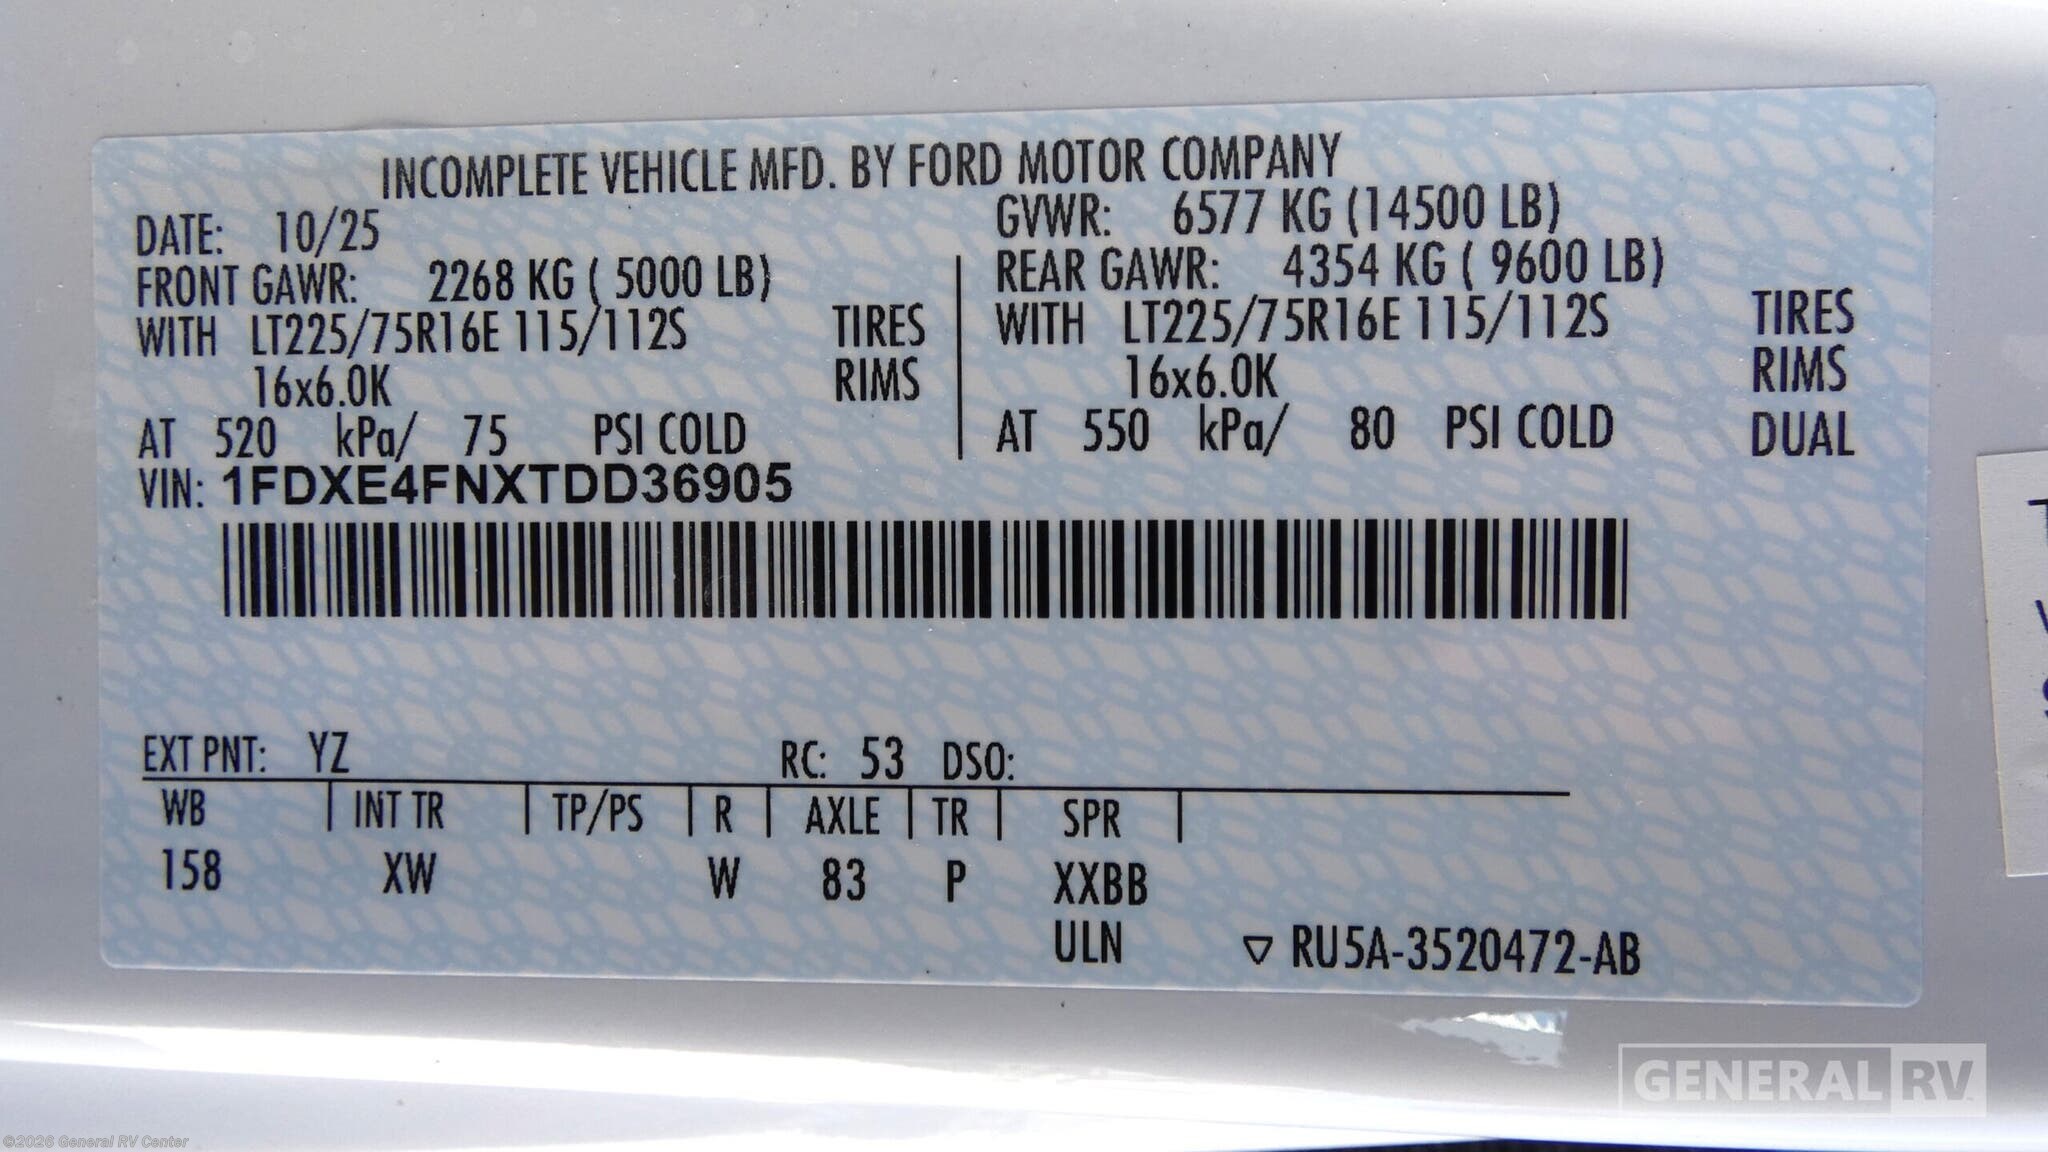 INCOMPLETE VEHICLE MFD. BY FORD MOTOR COMPANY
DATE: 10/25 GVWR: 6577 KG (14500 LB)
FRONT GAWR: 2268 KG ( 5000 LB) REAR GAWR: 4354 KG ( 9600 LB)
WITH LT225/75R16E 115/112S TIRES WITH LT225/75R16E 115/112S TIRES
16x6.0K RIMS 16x6.0K RIMS
AT 520 kPa/ 75 PSI COLD AT 550 kPa/ 80 PSI COLD DUAL
VIN: 1FDXE4FNXTDD36905
EXT PNT: YZ RC: 53 DSO:
WB INT TR TP/PS R AXLE TR SPR
158 XW W 83 P XXBB
ULN ▽ RU5A-3520472-AB
GENERAL RV
©2026 General RV Center